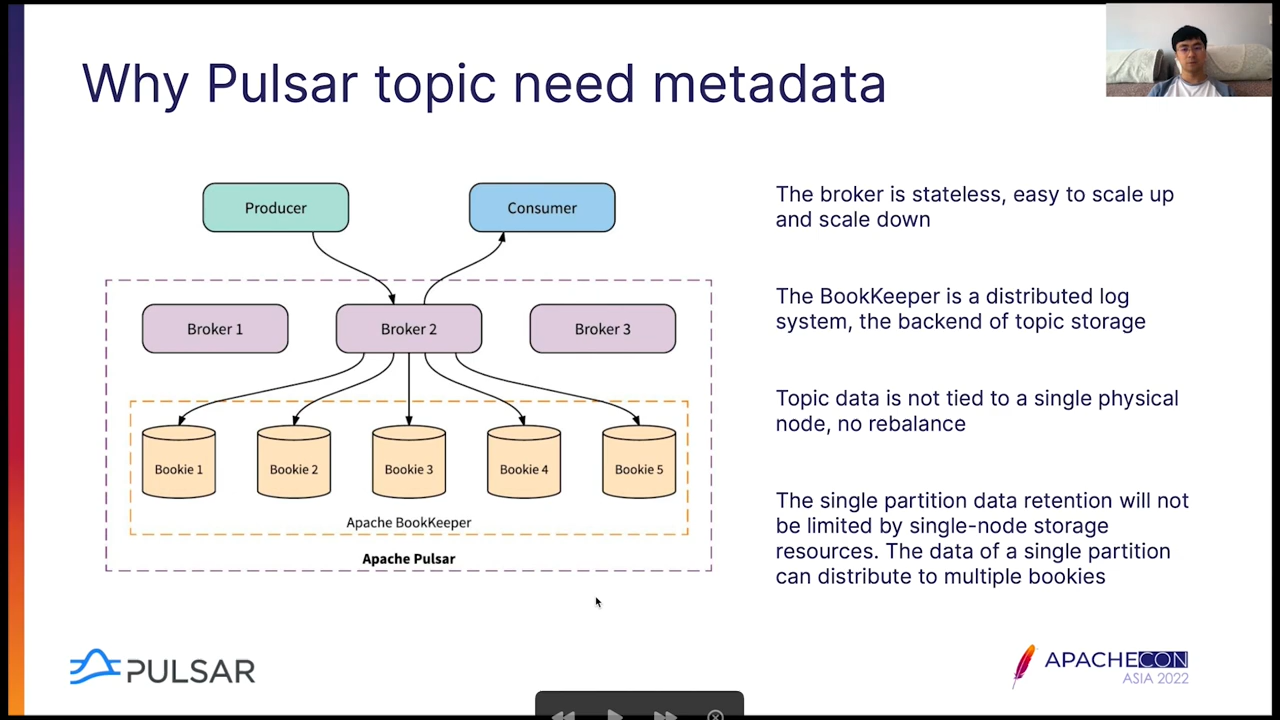 Why Pulsar topic need metadata
Producer
Consumer
Broker 1
Broker 2
Broker 3
Bookie 1
Bookie 2
Bookie 3
Bookie 4
Bookie 5
Apache BookKeeper
Apache Pulsar
The broker is stateless, easy to scale up
and scale down
The BookKeeper is a distributed log
system, the backend of topic storage
Topic data is not tied to a single physical
node, no rebalance
The single partition data retention will not
be limited by single-node storage
resources. The data of a single partition
can distribute to multiple bookies
PULSAR
APACHECON
ASIA 2022